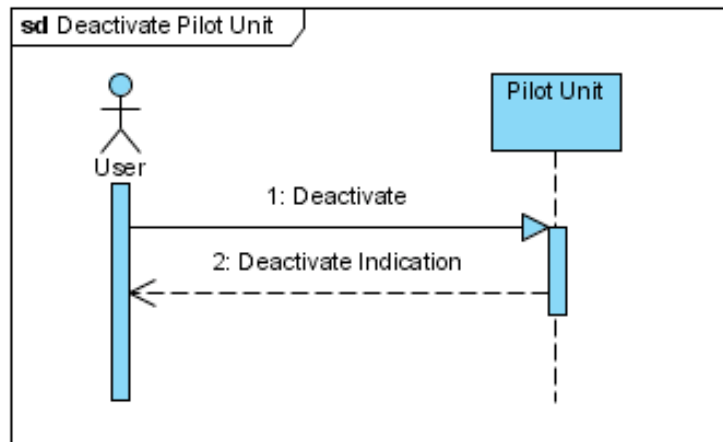 sd Deactivate Pilot Unit
Pilot Unit
User
1: Deactivate
2: Deactivate Indication